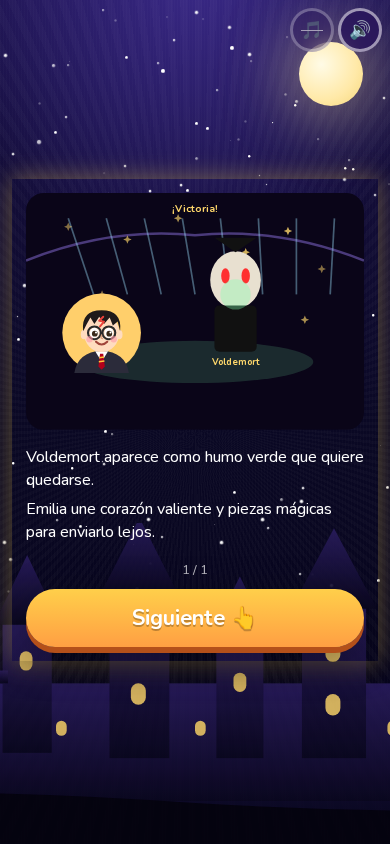 ¡Victoria!
Voldemort
Voldemort aparece como humo verde que quiere
quedarse.
Emilia une corazón valiente y piezas mágicas
para enviarlo lejos.
1 / 1
Siguiente 👆